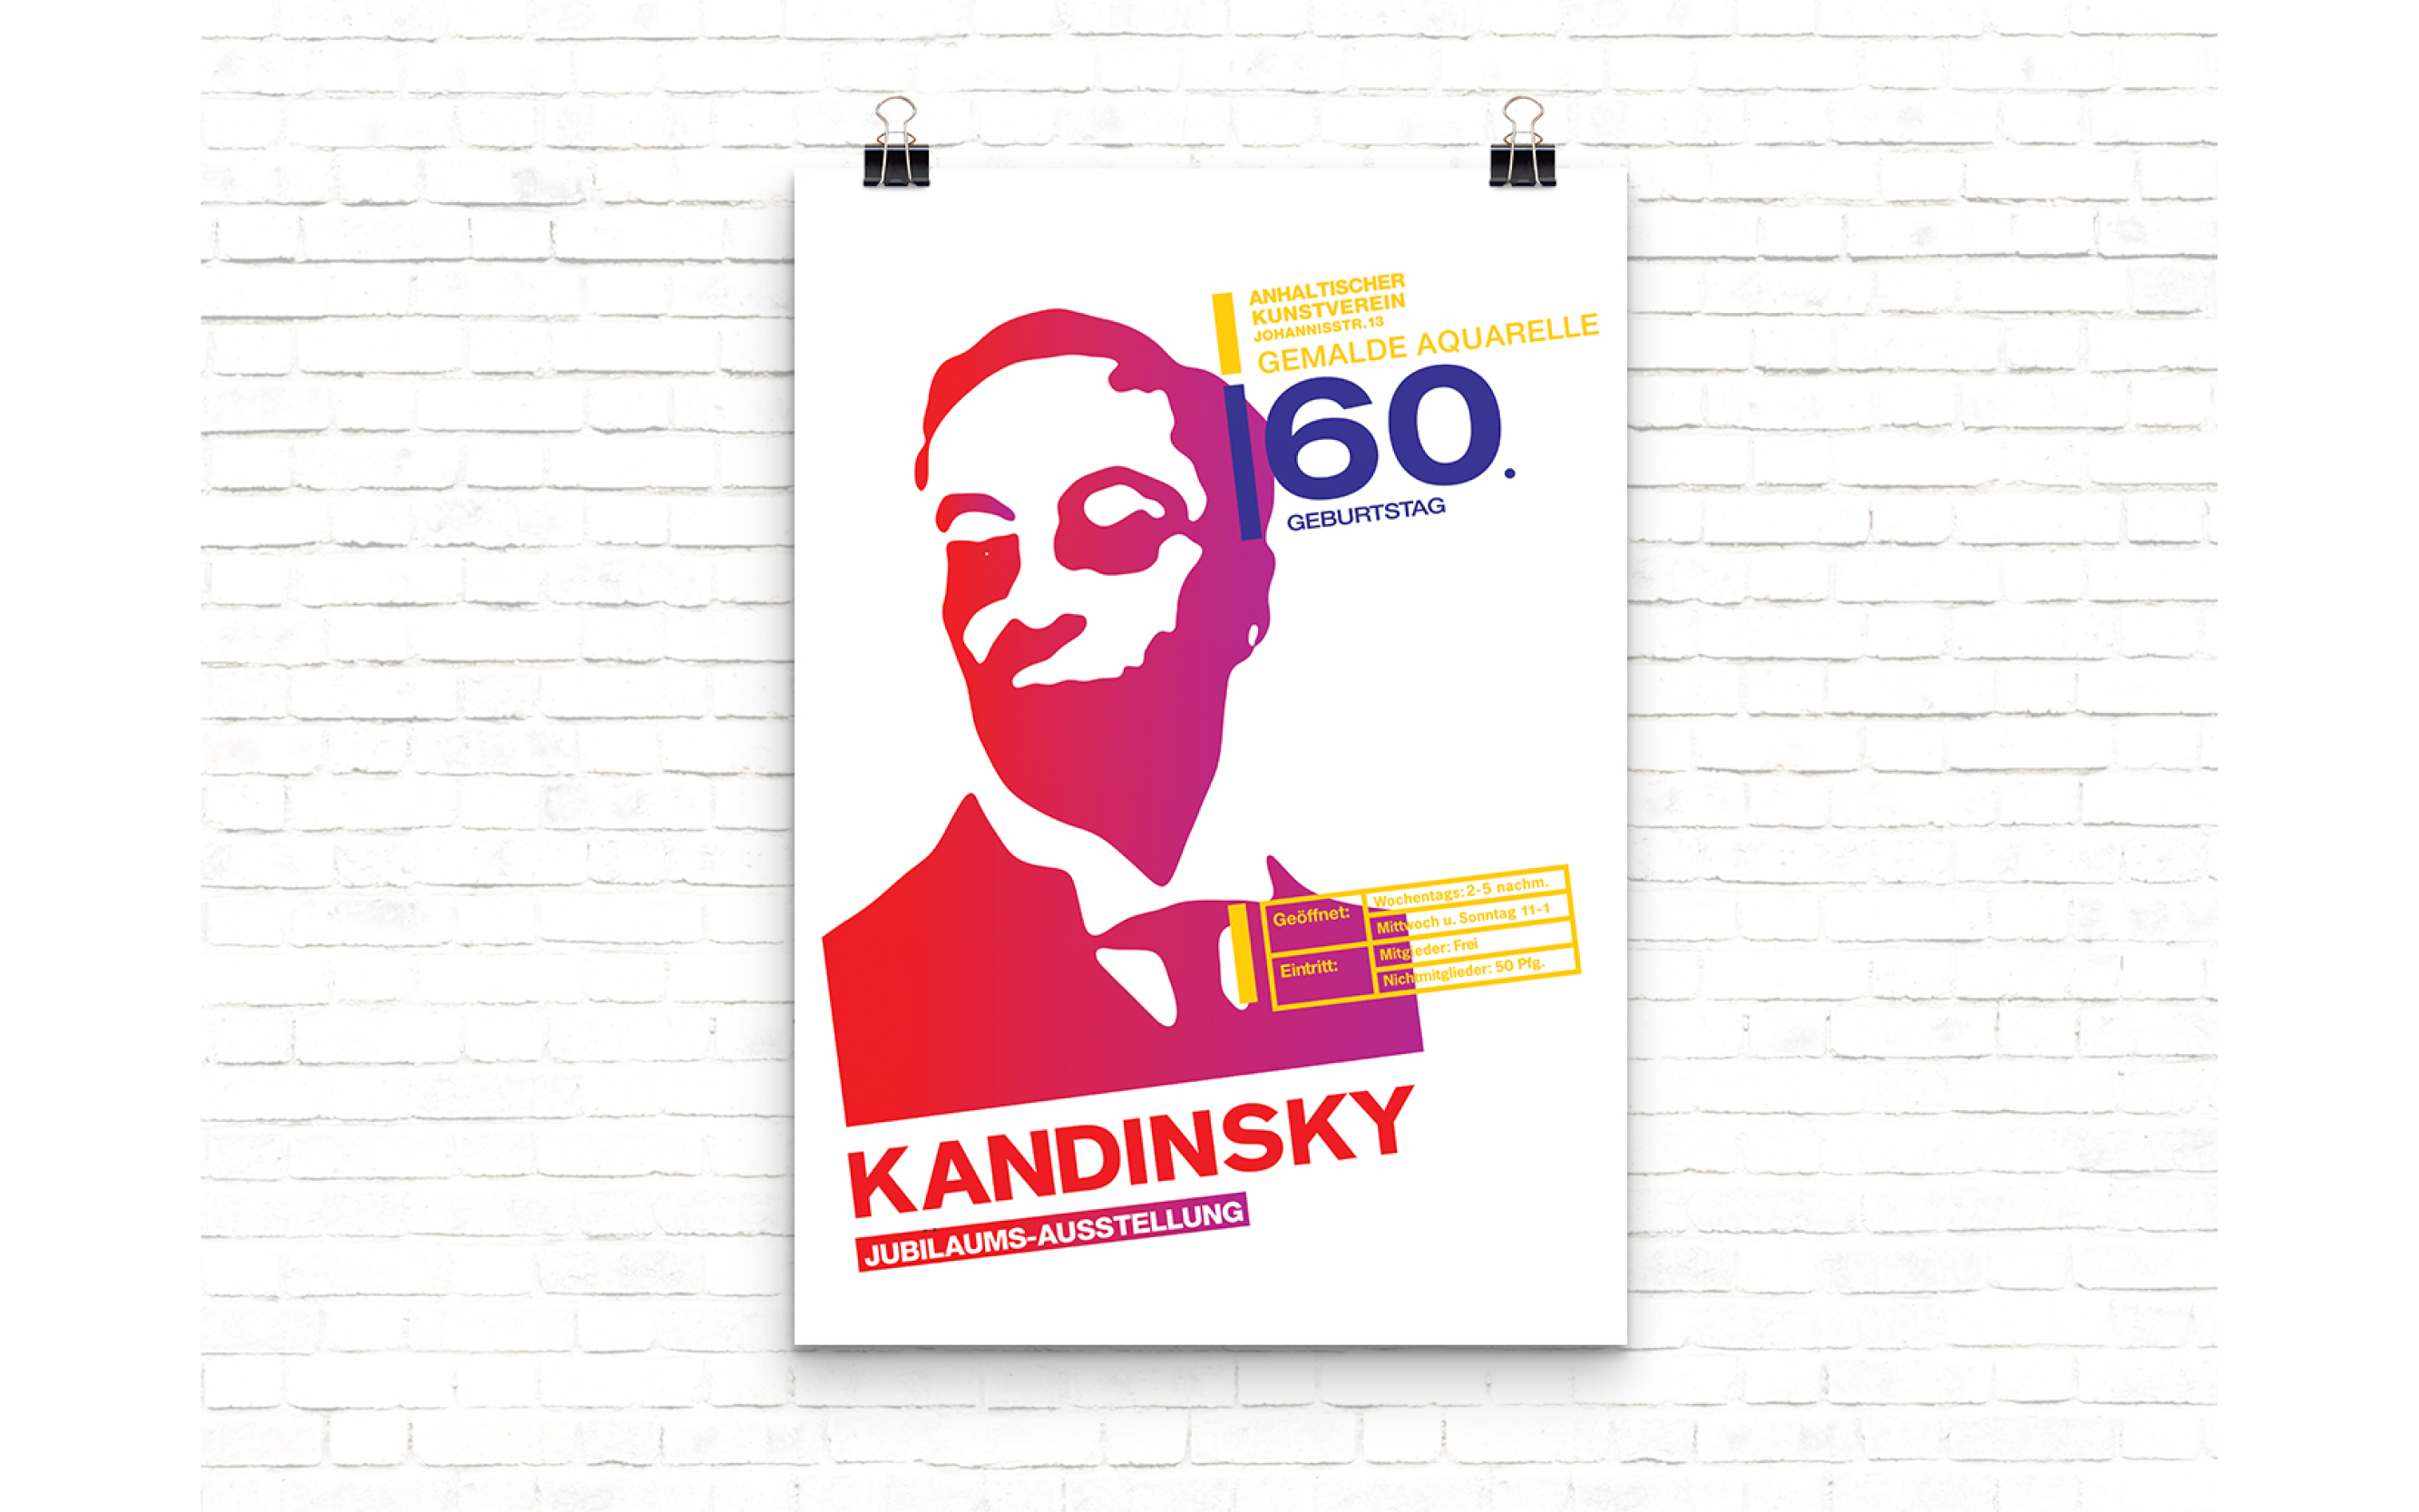 ANHALTISCHER
KUNSTVEREIN
JOHANNISSTR.13
GEMALDE AQUARELLE
60.
GEBURTSTAG
Geöffnet:
Wochentags: 2-5 nachm.
Mittwoch u. Sonntag 11-1
Eintritt:
Mitgieder: Frei
Nichtmitglieder: 50 Pfg.
KANDINSKY
JUBILAUMS-AUSSTELLUNG